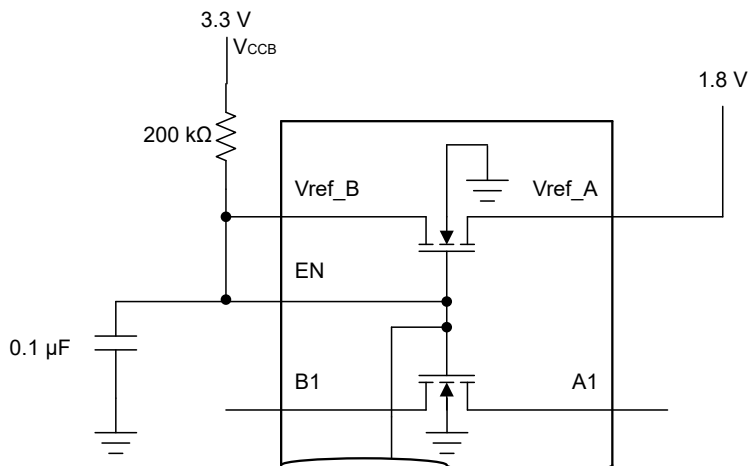 3.3 V
VCCB
1.8 V
200 kΩ
Vref_B
Vref_A
EN
0.1 µF
B1
A1